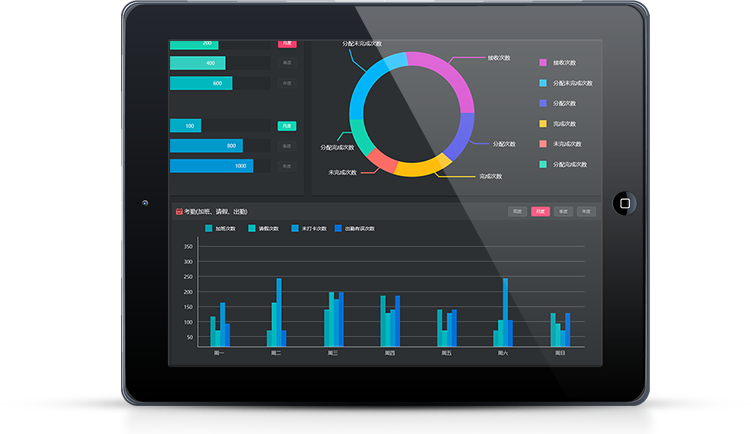 200
月度
400
季度
600
年度
100
月度
800
季度
1000
年度
分配未完成次数
接收次数
分配次数
完成次数
未完成次数
分配完成次数
接收次数
分配未完成次数
分配次数
完成次数
未完成次数
分配完成次数
考勤(加班、请假、出勤)
月度
季度
年度
加班次数
请假次数
未打卡次数
出勤有误次数
350
300
250
200
150
100
50
周一
周二
周三
周四
周五
周六
周日